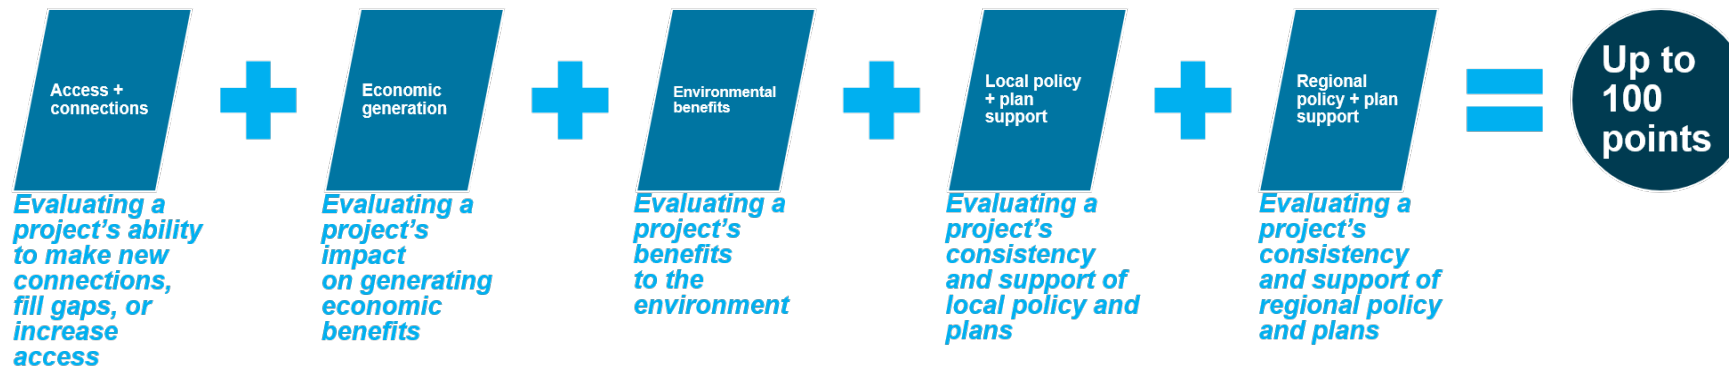 Access +
connections
Economic
generation
Environmental
benefits
Local policy
+ plan
support
Regional
policy + plan
support
Up to
100
points
Evaluating a
project’s ability
to make new
connections,
fill gaps, or
increase
access
Evaluating a
project’s
impact
on generating
economic
benefits
Evaluating a
project’s
benefits
to the
environment
Evaluating a
project’s
consistency
and support of
local policy and
plans
Evaluating a
project’s
consistency
and support of
regional policy
and plans